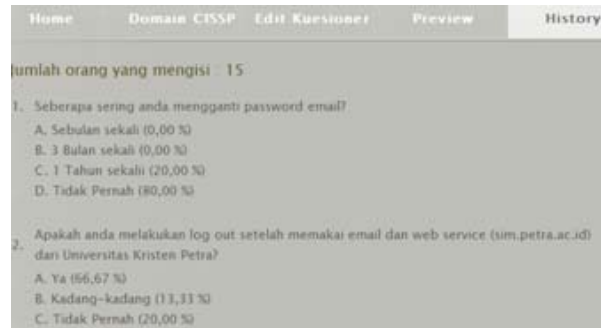 Home Domain CISSP Edit Kuesioner Preview History
Jumlah orang yang mengisi : 15
1. Seberapa sering anda mengganti password email?
A. Sebulan sekali (0,00 %)
B. 3 Bulan sekali (0,00 %)
C. 1 Tahun sekali (20,00 %)
D. Tidak Pernah (80,00 %)
2. Apakah anda melakukan log out setelah memakai email dan web service (sim.petra.ac.id)
dari Universitas Kristen Petra?
A. Ya (66,67 %)
B. Kadang-kadang (13,33 %)
C. Tidak Pernah (20,00 %)